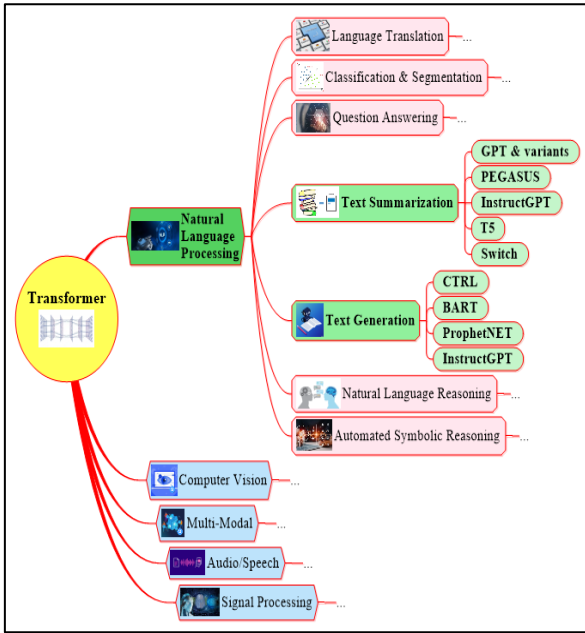 Transformer
Natural
Language
Processing
Language Translation
...
Classification & Segmentation
...
Question Answering
...
Text Summarization
GPT & variants
PEGASUS
InstructGPT
T5
Switch
Text Generation
CTRL
BART
ProphetNET
InstructGPT
Natural Language Reasoning
...
Automated Symbolic Reasoning
...
Computer Vision
...
Multi-Modal
...
Audio/Speech
...
Signal Processing
...